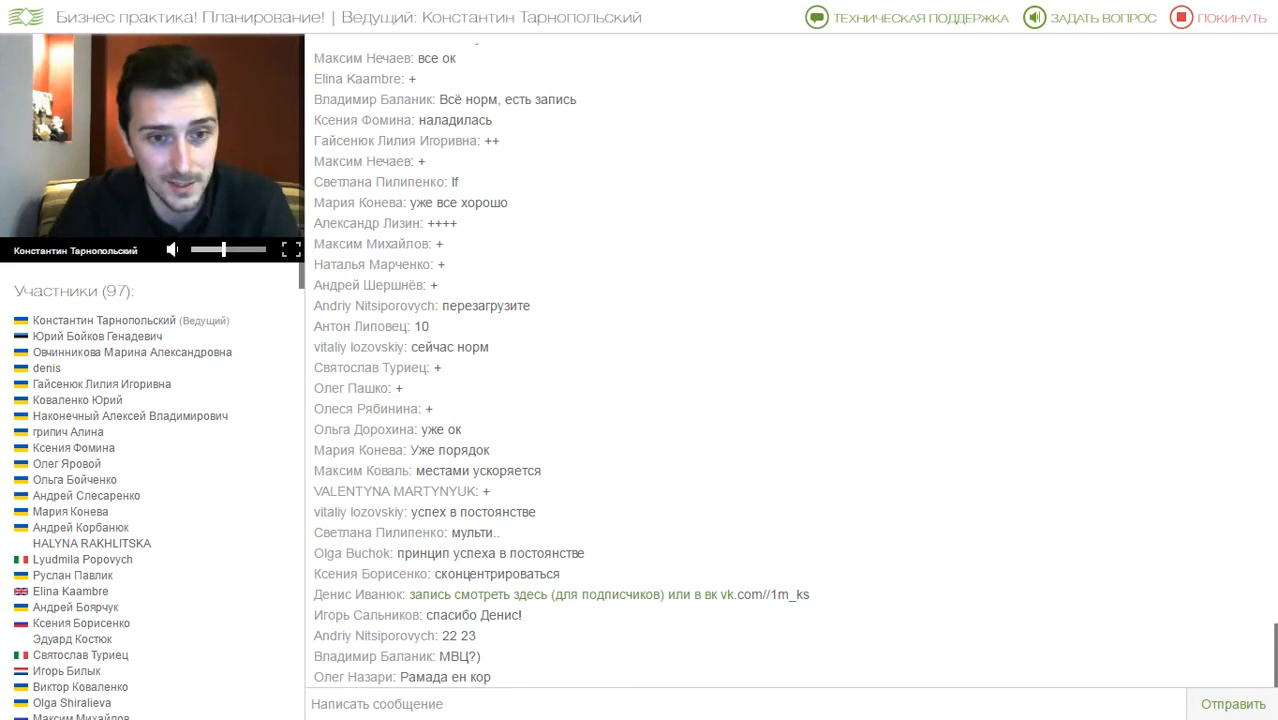 Бизнес практика! Планирование! | Ведущий: Константин Тарнопольский
ТЕХНИЧЕСКАЯ ПОДДЕРЖКА
ЗАДАТЬ ВОПРОС
ПОКИНУТЬ
Константин Тарнопольский
Участники (97):
Константин Тарнопольский (Ведущий)
Юрий Бойков Генадевич
Овчинникова Марина Александровна
denis
Гайсенюк Лилия Игоривна
Коваленко Юрий
Наконечный Алексей Владимирович
грипич Алина
Ксения Фомина
Олег Яровой
Ольга Бойченко
Андрей Слесаренко
Мария Конева
Андрей Корбанюк
HALYNA RAKHLITSKA
Lyudmila Popovych
Руслан Павлик
Elina Kaambre
Андрей Боярчук
Ксения Борисенко
Эдуард Костюк
Святослав Туриец
Игорь Билык
Виктор Коваленко
Olga Shiralieva
Максим Михайлов
Максим Нечаев: все ок
Elina Kaambre: +
Владимир Баланик: Всё норм, есть запись
Ксения Фомина: наладилась
Гайсенюк Лилия Игоривна: ++
Максим Нечаев: +
Светлана Пилипенко: lf
Мария Конева: уже все хорошо
Александр Лизин: ++++
Максим Михайлов: +
Наталья Марченко: +
Андрей Шершнёв: +
Andriy Nitsiporovych: перезагрузите
Антон Липовец: 10
vitaliy lozovskiy: сейчас норм
Святослав Туриец: +
Олег Пашко: +
Олеся Рябинина: +
Ольга Дорохина: уже ок
Мария Конева: Уже порядок
Максим Коваль: местами ускоряется
VALENTYNA MARTYNYUK: +
vitaliy lozovskiy: успех в постоянстве
Светлана Пилипенко: мульти..
Olga Buchok: принцип успеха в постоянстве
Ксения Борисенко: сконцентрироваться
Денис Иванюк: запись смотреть здесь (для подписчиков) или в вк vk.com//1m_ks
Игорь Сальников: спасибо Денис!
Andriy Nitsiporovych: 22 23
Владимир Баланик: МВЦ?)
Олег Назари: Рамада ен кор
Написать сообщение
Отправить